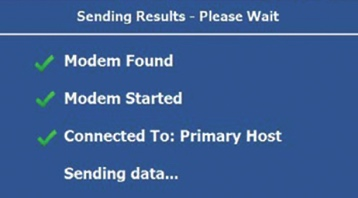 Sending Results - Please Wait
Modem Found
Modem Started
Connected To: Primary Host
Sending data...